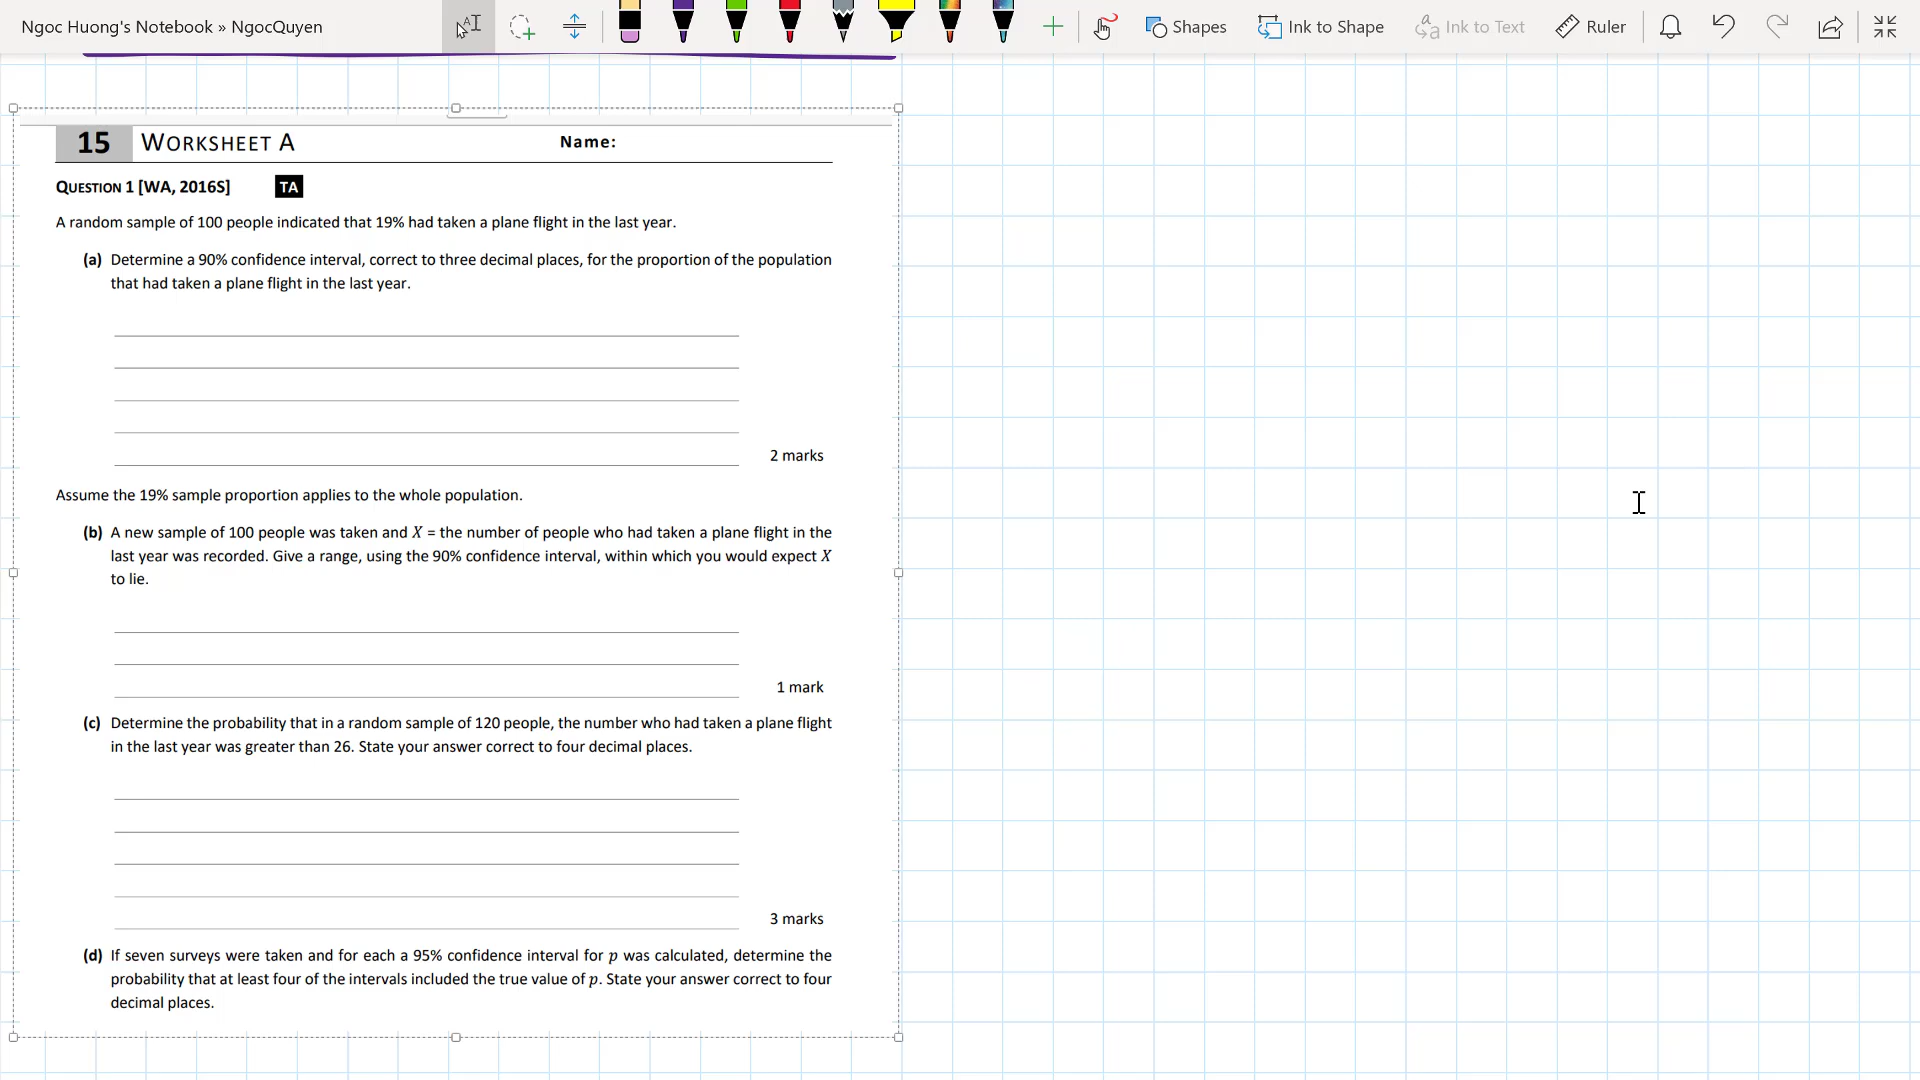 Ngoc Huong's Notebook » NgocQuyen
Shapes
Ink to Shape
Ink to Text
Ruler
15 WORKSHEET A Name:
QUESTION 1 [WA, 2016S] TA
A random sample of 100 people indicated that 19% had taken a plane flight in the last year.
(a) Determine a 90% confidence interval, correct to three decimal places, for the proportion of the population
that had taken a plane flight in the last year.
2 marks
Assume the 19% sample proportion applies to the whole population.
(b) A new sample of 100 people was taken and X = the number of people who had taken a plane flight in the
last year was recorded. Give a range, using the 90% confidence interval, within which you would expect X
to lie.
1 mark
(c) Determine the probability that in a random sample of 120 people, the number who had taken a plane flight
in the last year was greater than 26. State your answer correct to four decimal places.
3 marks
(d) If seven surveys were taken and for each a 95% confidence interval for p was calculated, determine the
probability that at least four of the intervals included the true value of p. State your answer correct to four
decimal places.